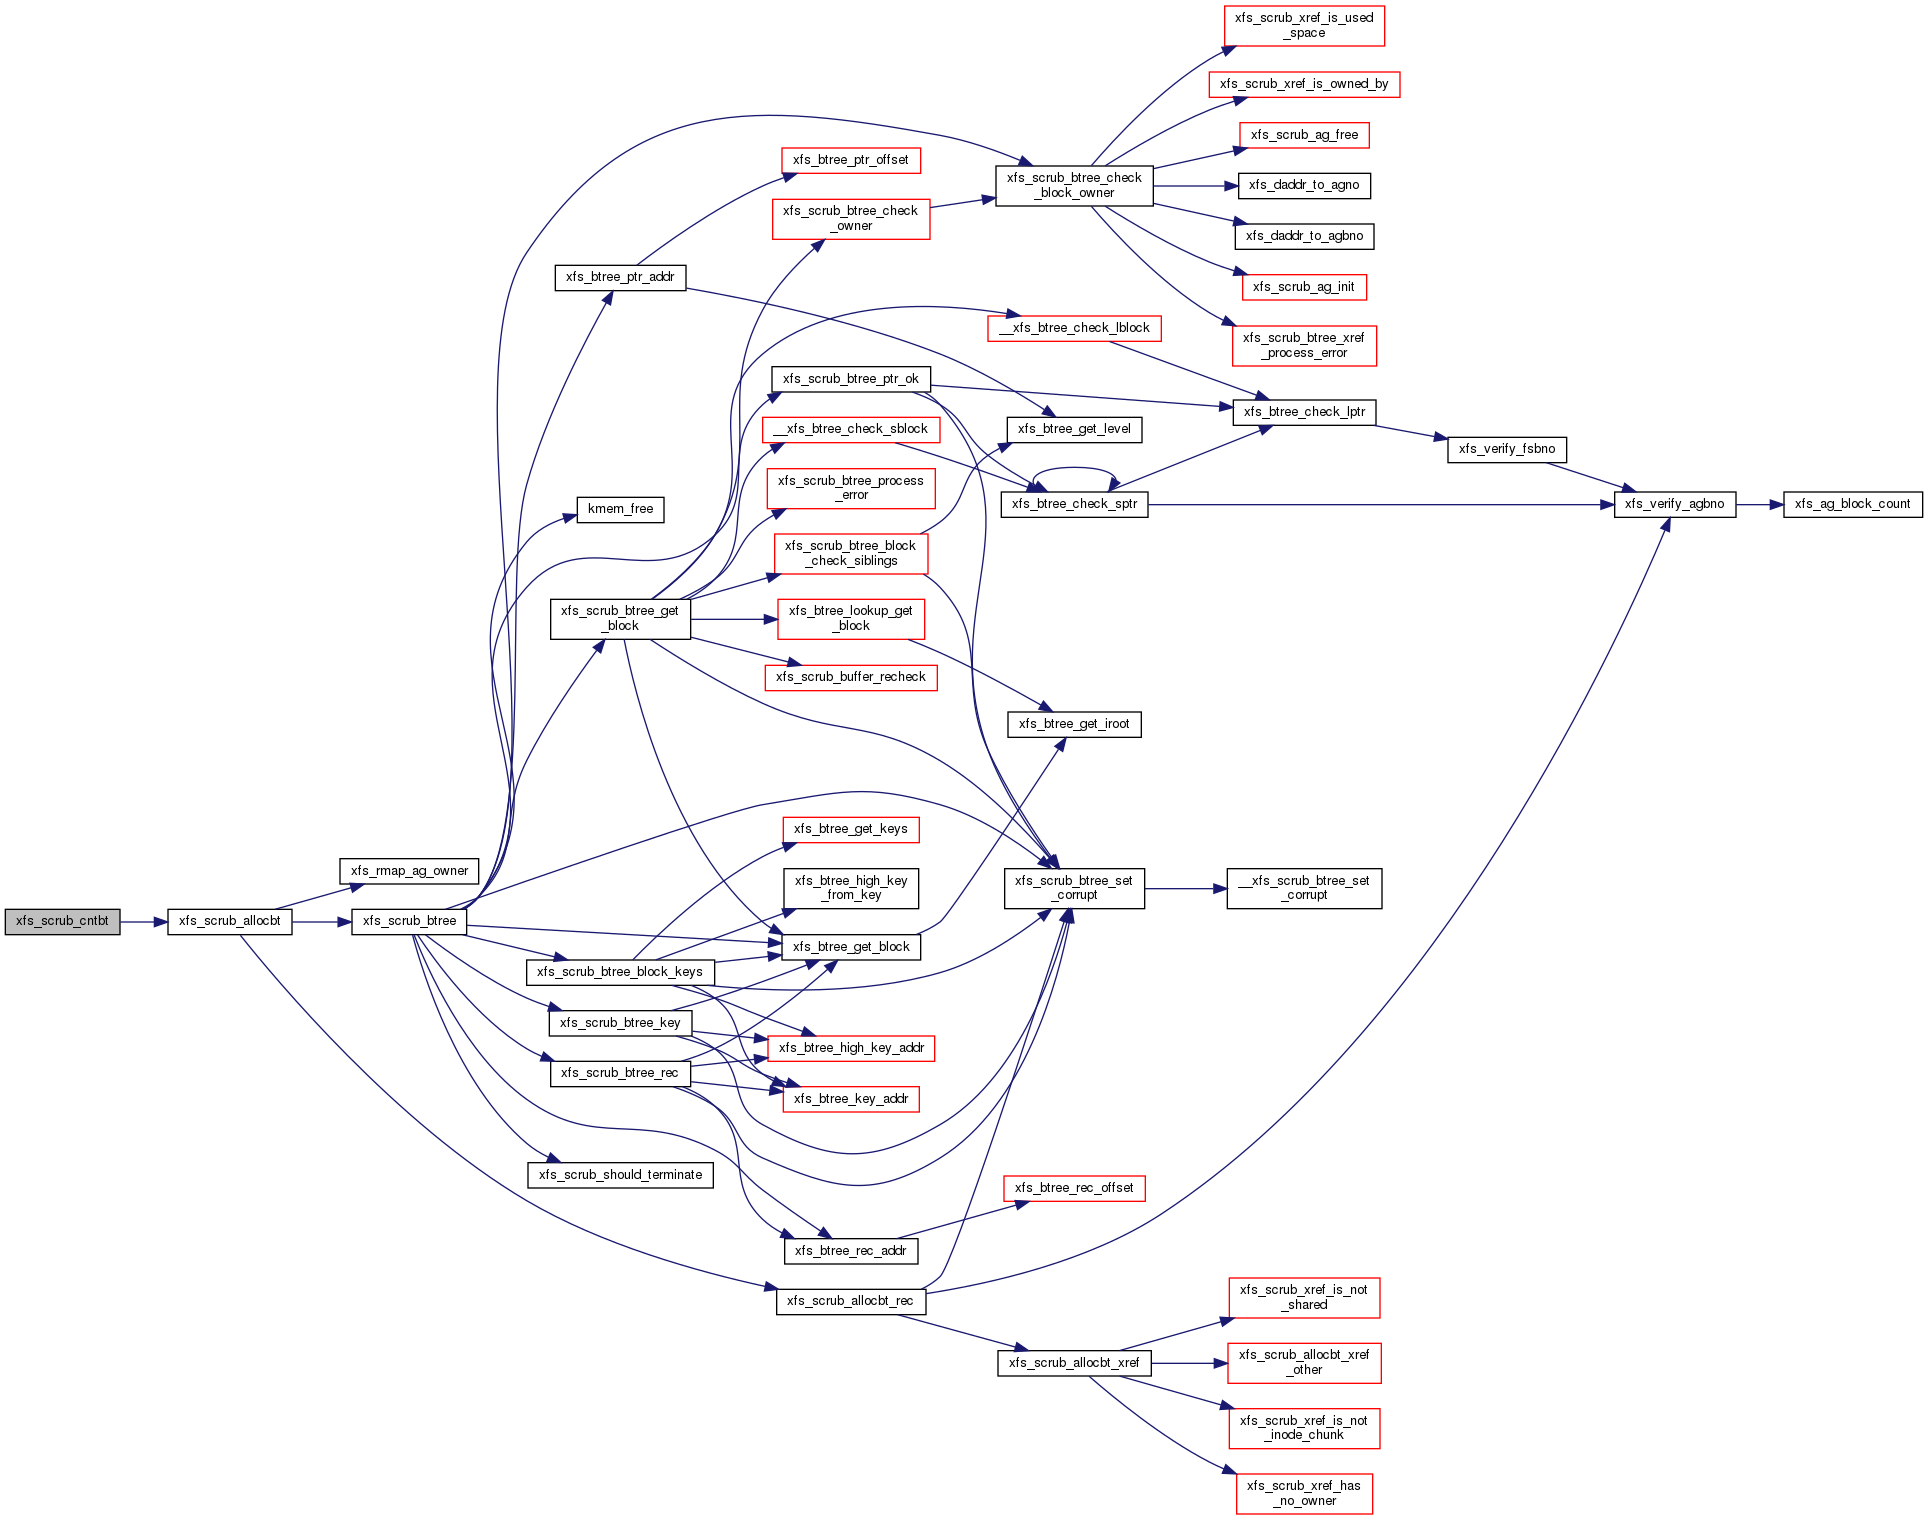 xfs_scrub_xref_is_used
_space
xfs_scrub_xref_is_owned_by
xfs_scrub_ag_free
xfs_btree_ptr_offset
xfs_scrub_btree_check
_block_owner
xfs_daddr_to_agno
xfs_scrub_btree_check
_owner
xfs_daddr_to_agbno
xfs_btree_ptr_addr
xfs_scrub_ag_init
__xfs_btree_check_lblock
xfs_scrub_btree_xref
_process_error
xfs_scrub_btree_ptr_ok
xfs_btree_check_lptr
__xfs_btree_check_sblock
xfs_btree_get_level
xfs_verify_fsbno
xfs_scrub_btree_process
_error
kmem_free
xfs_btree_check_sptr
xfs_verify_agbno
xfs_ag_block_count
xfs_scrub_btree_block
_check_siblings
xfs_scrub_btree_get
_block
xfs_btree_lookup_get
_block
xfs_scrub_buffer_recheck
xfs_btree_get_iroot
xfs_btree_get_keys
xfs_rmap_ag_owner
xfs_btree_high_key
_from_key
xfs_scrub_btree_set
_corrupt
__xfs_scrub_btree_set
_corrupt
xfs_scrub_cntbt
xfs_scrub_allocbt
xfs_scrub_btree
xfs_btree_get_block
xfs_scrub_btree_block_keys
xfs_scrub_btree_key
xfs_btree_high_key_addr
xfs_scrub_btree_rec
xfs_btree_key_addr
xfs_scrub_should_terminate
xfs_btree_rec_offset
xfs_btree_rec_addr
xfs_scrub_allocbt_rec
xfs_scrub_xref_is_not
_shared
xfs_scrub_allocbt_xref
xfs_scrub_allocbt_xref
_other
xfs_scrub_xref_is_not
_inode_chunk
xfs_scrub_xref_has
_no_owner